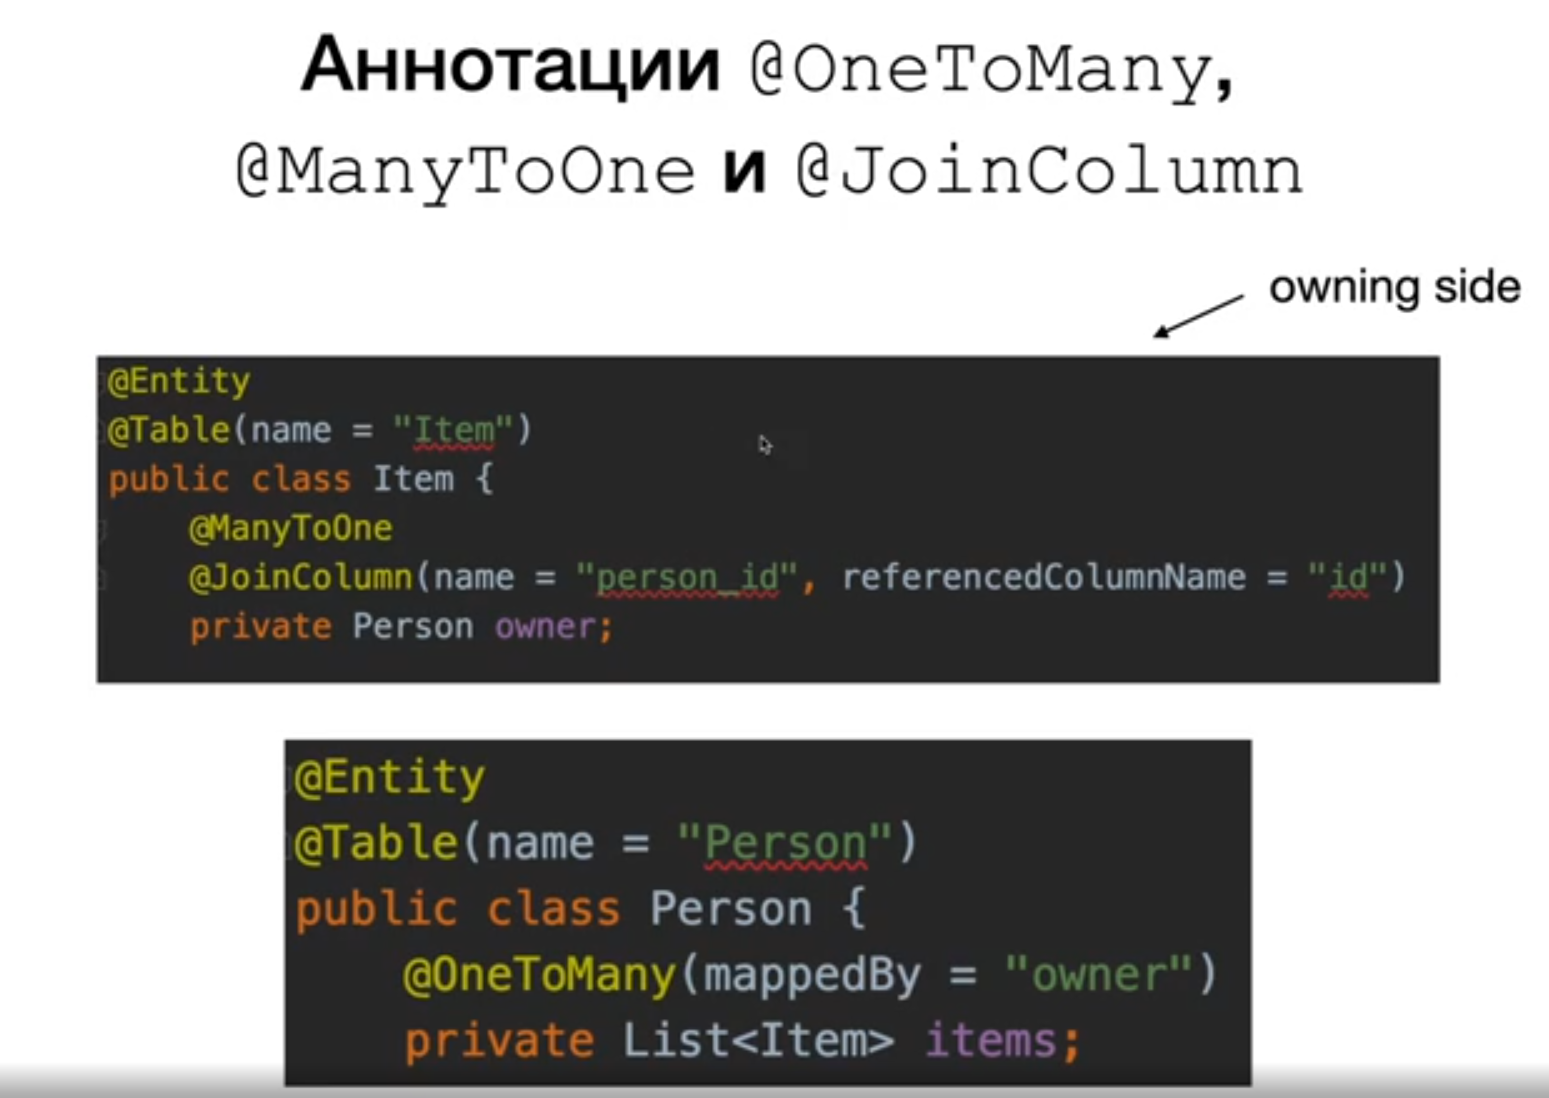 Аннотации @OneToMany,
@ManyToOne и @JoinColumn
owning side
@Entity
@Table(name = "Item")
public class Item {
@ManyToOne
@JoinColumn(name = "person_id", referencedColumnName = "id")
private Person owner;
@Entity
@Table(name = "Person")
public class Person {
@OneToMany(mappedBy = "owner")
private List<Item> items;